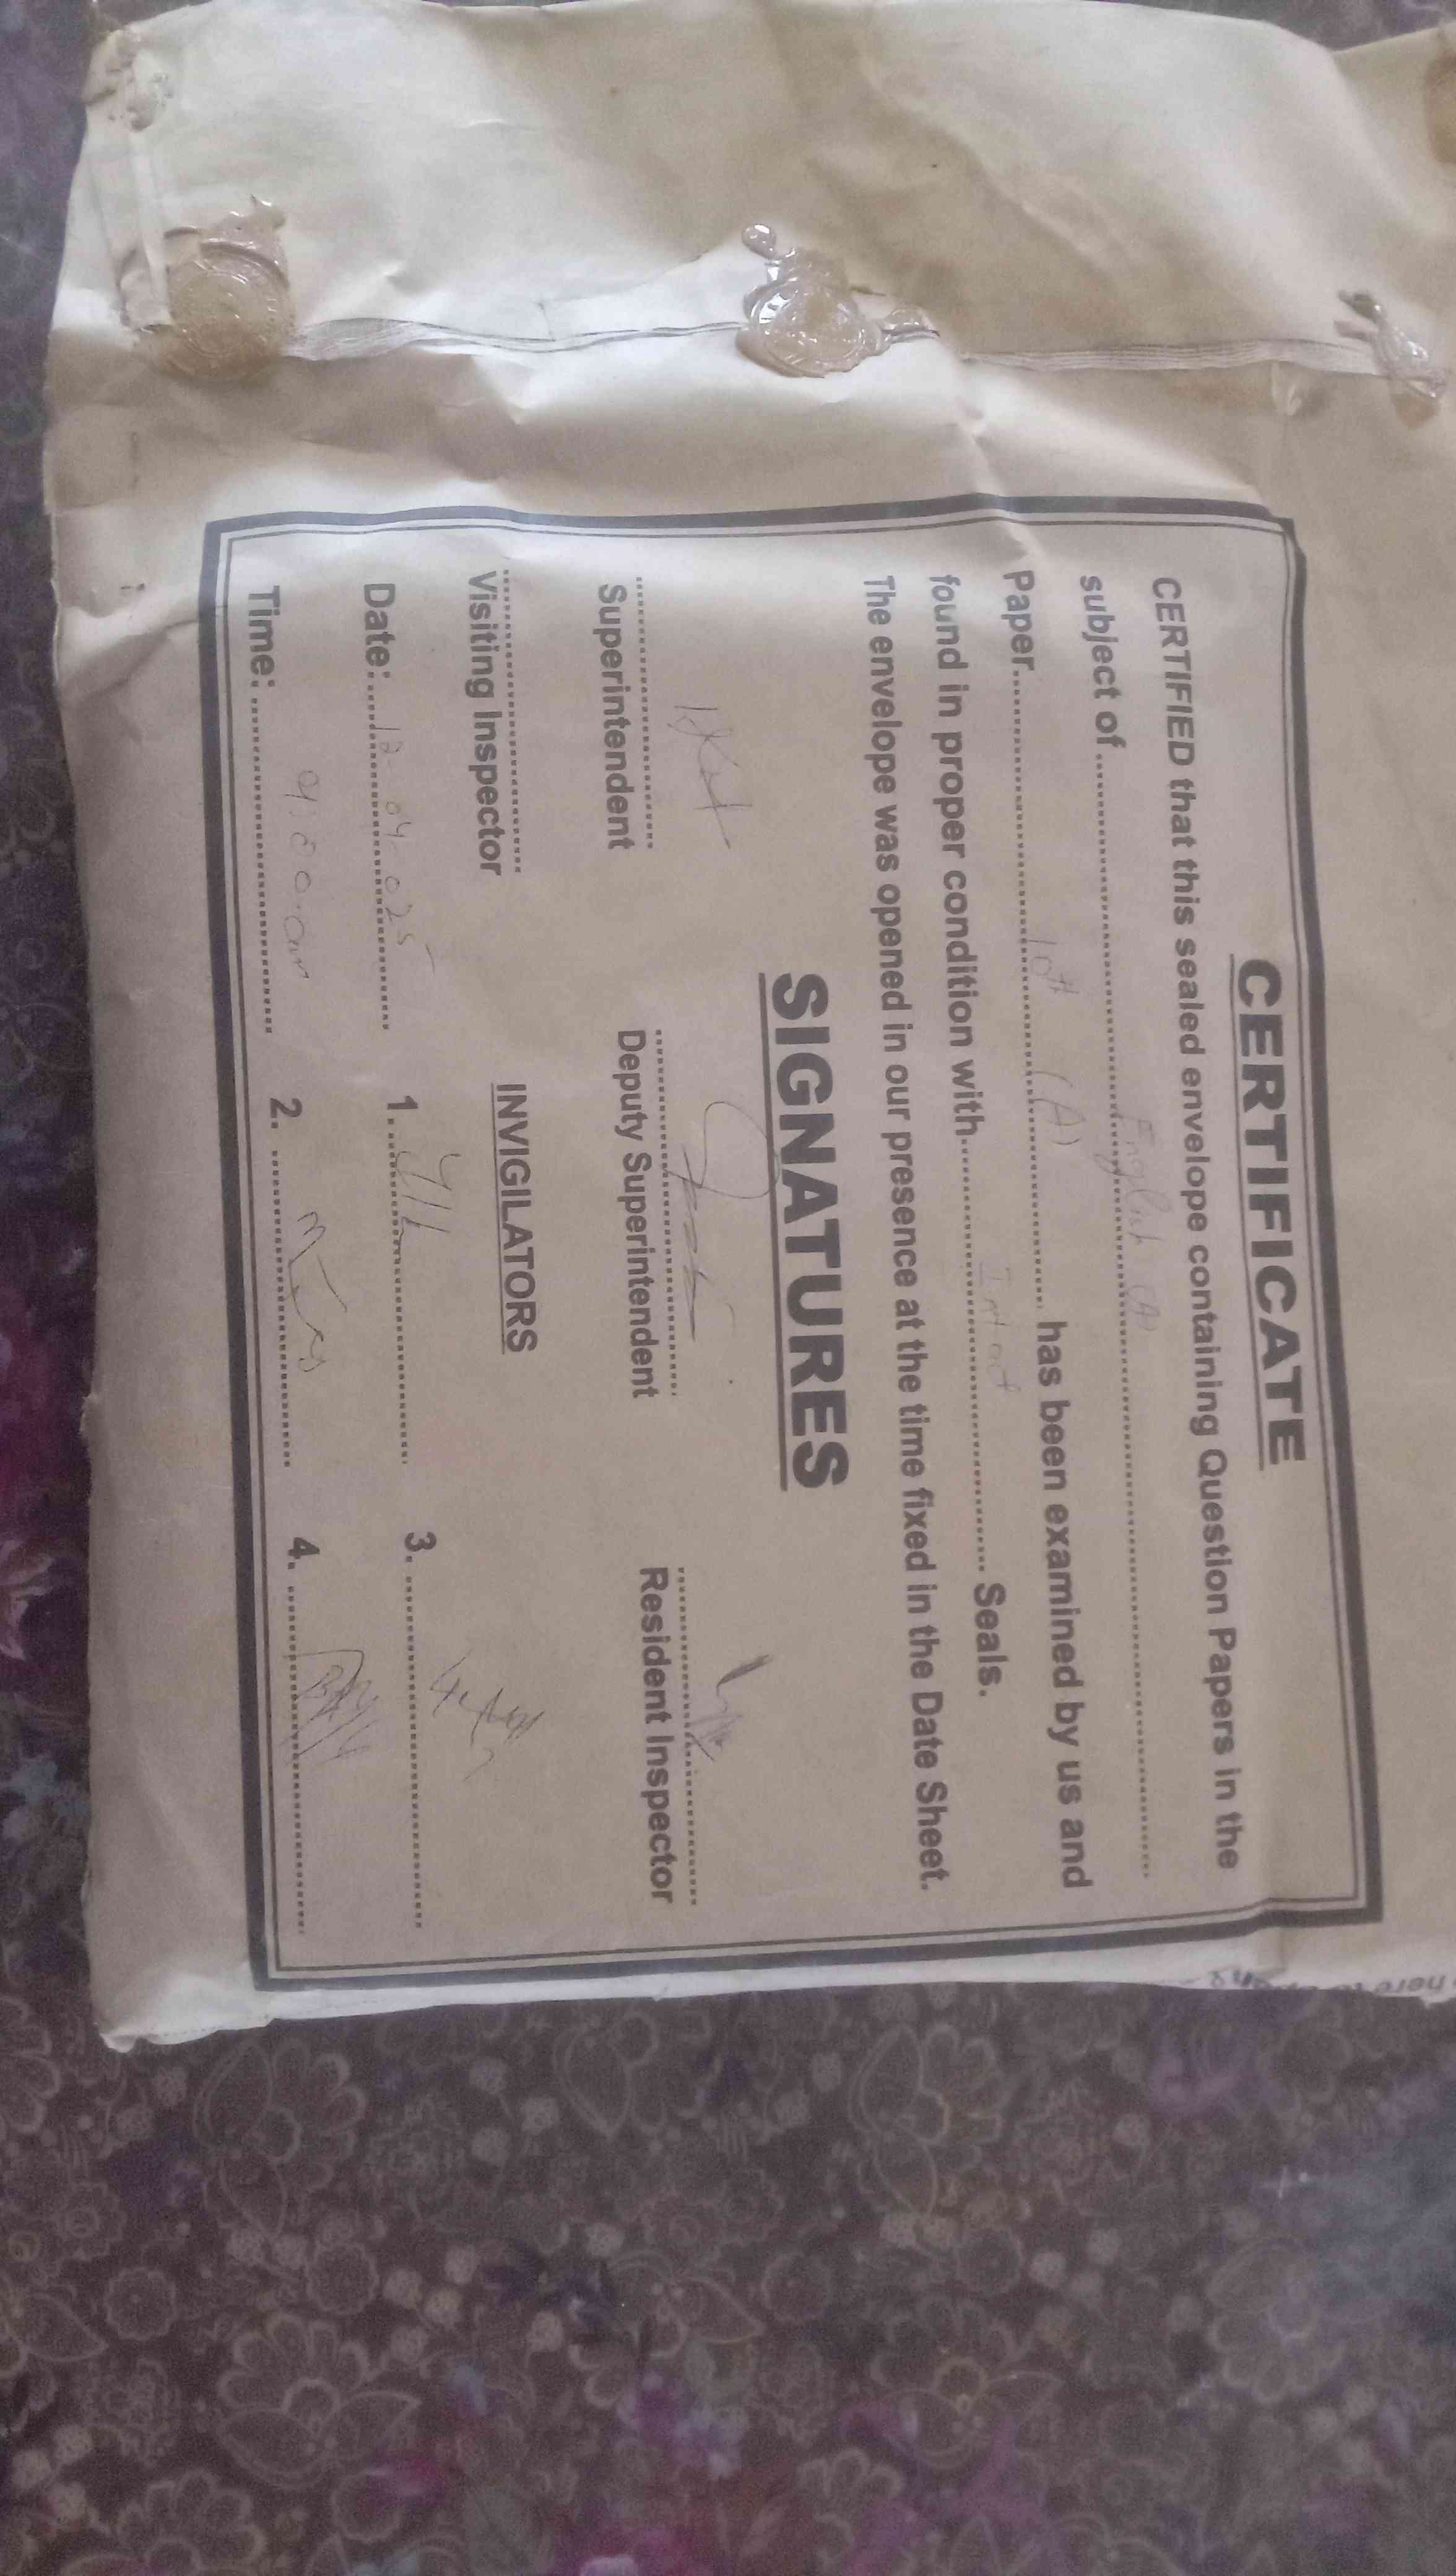 CERTIFICATE
CERTIFIED that this sealed envelope containing Question Papers in the
subject of.......... English (A) ..........
Paper.......... 10th (A) .......... has been examined by us and
found in proper condition with.......... Intact .......... Seals.
The envelope was opened in our presence at the time fixed in the Date Sheet.
SIGNATURES
Superintendent Deputy Superintendent Resident Inspector
Visiting Inspector
INVIGILATORS
Date:... 12.04.025 1. 3.
Time: 2. 4.
here to